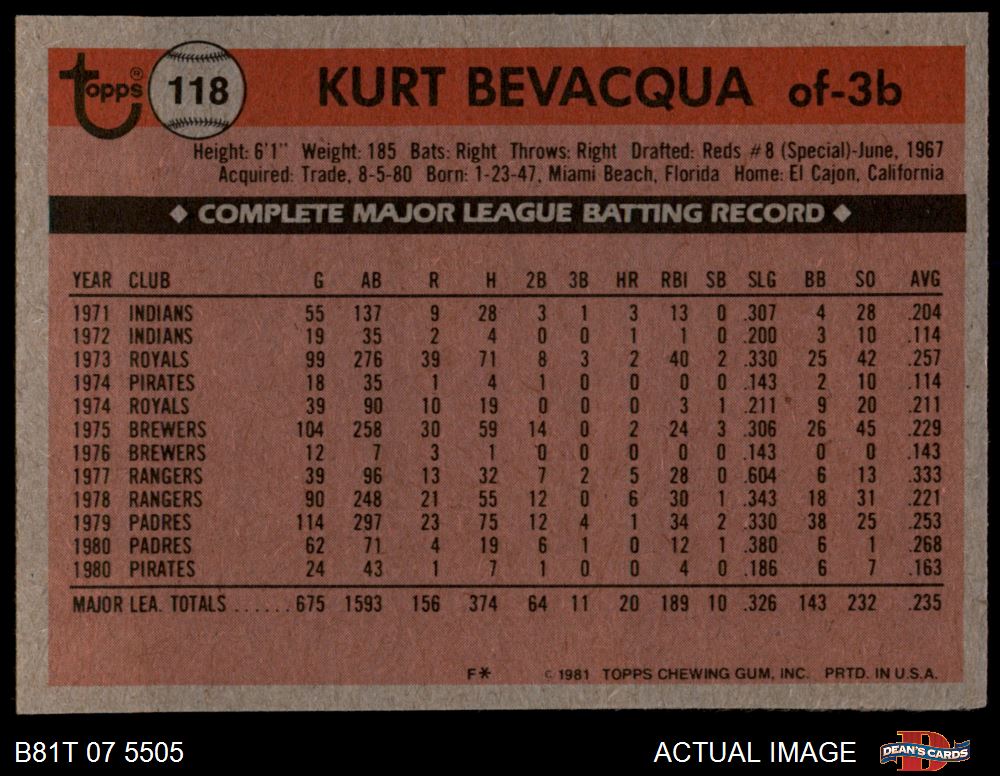 topps® 118 KURT BEVACQUA of-3b
Height: 6'1" Weight: 185 Bats: Right Throws: Right Drafted: Reds #8 (Special)-June, 1967
Acquired: Trade, 8-5-80 Born: 1-23-47, Miami Beach, Florida Home: El Cajon, California
◆ COMPLETE MAJOR LEAGUE BATTING RECORD ◆
YEAR CLUB G AB R H 2B 3B HR RBI SB SLG BB SO AVG
1971 INDIANS 55 137 9 28 3 1 3 13 0 .307 4 28 .204
1972 INDIANS 19 35 2 4 0 0 1 1 0 .200 3 10 .114
1973 ROYALS 99 276 39 71 8 3 2 40 2 .330 25 42 .257
1974 PIRATES 18 35 1 4 1 0 0 0 0 .143 2 10 .114
1974 ROYALS 39 90 10 19 0 0 0 3 1 .211 9 20 .211
1975 BREWERS 104 258 30 59 14 0 2 24 3 .306 26 45 .229
1976 BREWERS 12 7 3 1 0 0 0 0 0 .143 0 0 .143
1977 RANGERS 39 96 13 32 7 2 5 28 0 .604 6 13 .333
1978 RANGERS 90 248 21 55 12 0 6 30 1 .343 18 31 .221
1979 PADRES 114 297 23 75 12 4 1 34 2 .330 38 25 .253
1980 PADRES 62 71 4 19 6 1 0 12 1 .380 6 1 .268
1980 PIRATES 24 43 1 7 1 0 0 4 0 .186 6 7 .163
MAJOR LEA. TOTALS ...... 675 1593 156 374 64 11 20 189 10 .326 143 232 .235
F* © 1981 TOPPS CHEWING GUM, INC. PRTD. IN U.S.A.
B81T 07 5505 ACTUAL IMAGE D DEAN'S CARDS